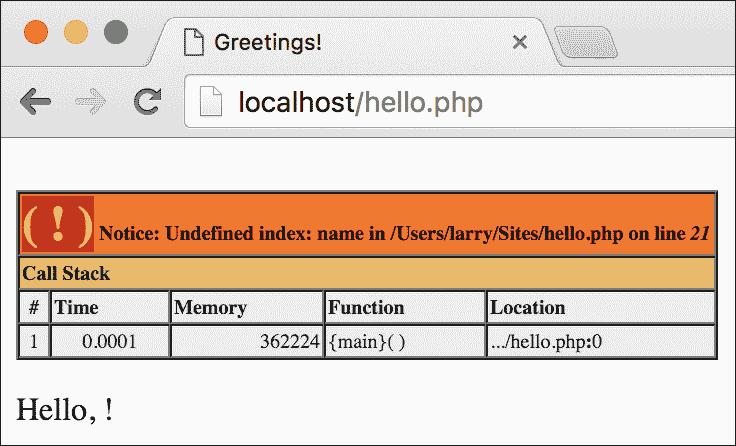 Greetings!
localhost/hello.php
( ! ) Notice: Undefined index: name in /Users/larry/Sites/hello.php on line 21
Call Stack
# Time Memory Function Location
1 0.0001 362224 {main}( ) .../hello.php:0
Hello, !